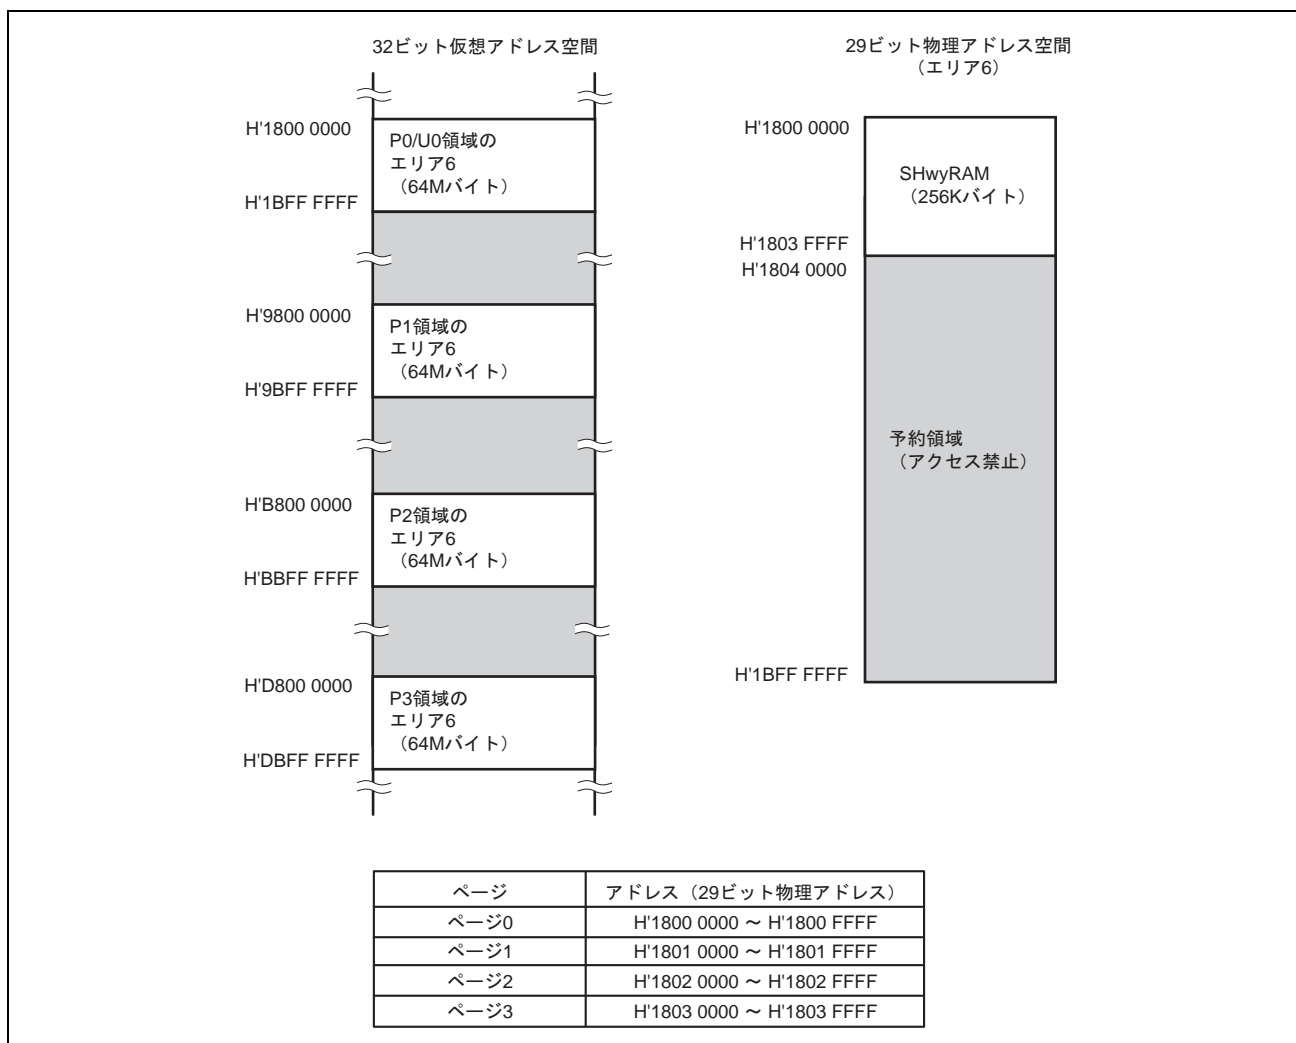 32ビット仮想アドレス空間
H'1800 0000
P0/U0領域の
エリア6
（64Mバイト）
H'1BFF FFFF
H'9800 0000
P1領域の
エリア6
（64Mバイト）
H'9BFF FFFF
H'B800 0000
P2領域の
エリア6
（64Mバイト）
H'BBFF FFFF
H'D800 0000
P3領域の
エリア6
（64Mバイト）
H'DBFF FFFF
29ビット物理アドレス空間
（エリア6）
H'1800 0000
SHwyRAM
（256Kバイト）
H'1803 FFFF
H'1804 0000
予約領域
（アクセス禁止）
H'1BFF FFFF
ページ アドレス（29ビット物理アドレス）
ページ0 H'1800 0000 ～ H'1800 FFFF
ページ1 H'1801 0000 ～ H'1801 FFFF
ページ2 H'1802 0000 ～ H'1802 FFFF
ページ3 H'1803 0000 ～ H'1803 FFFF